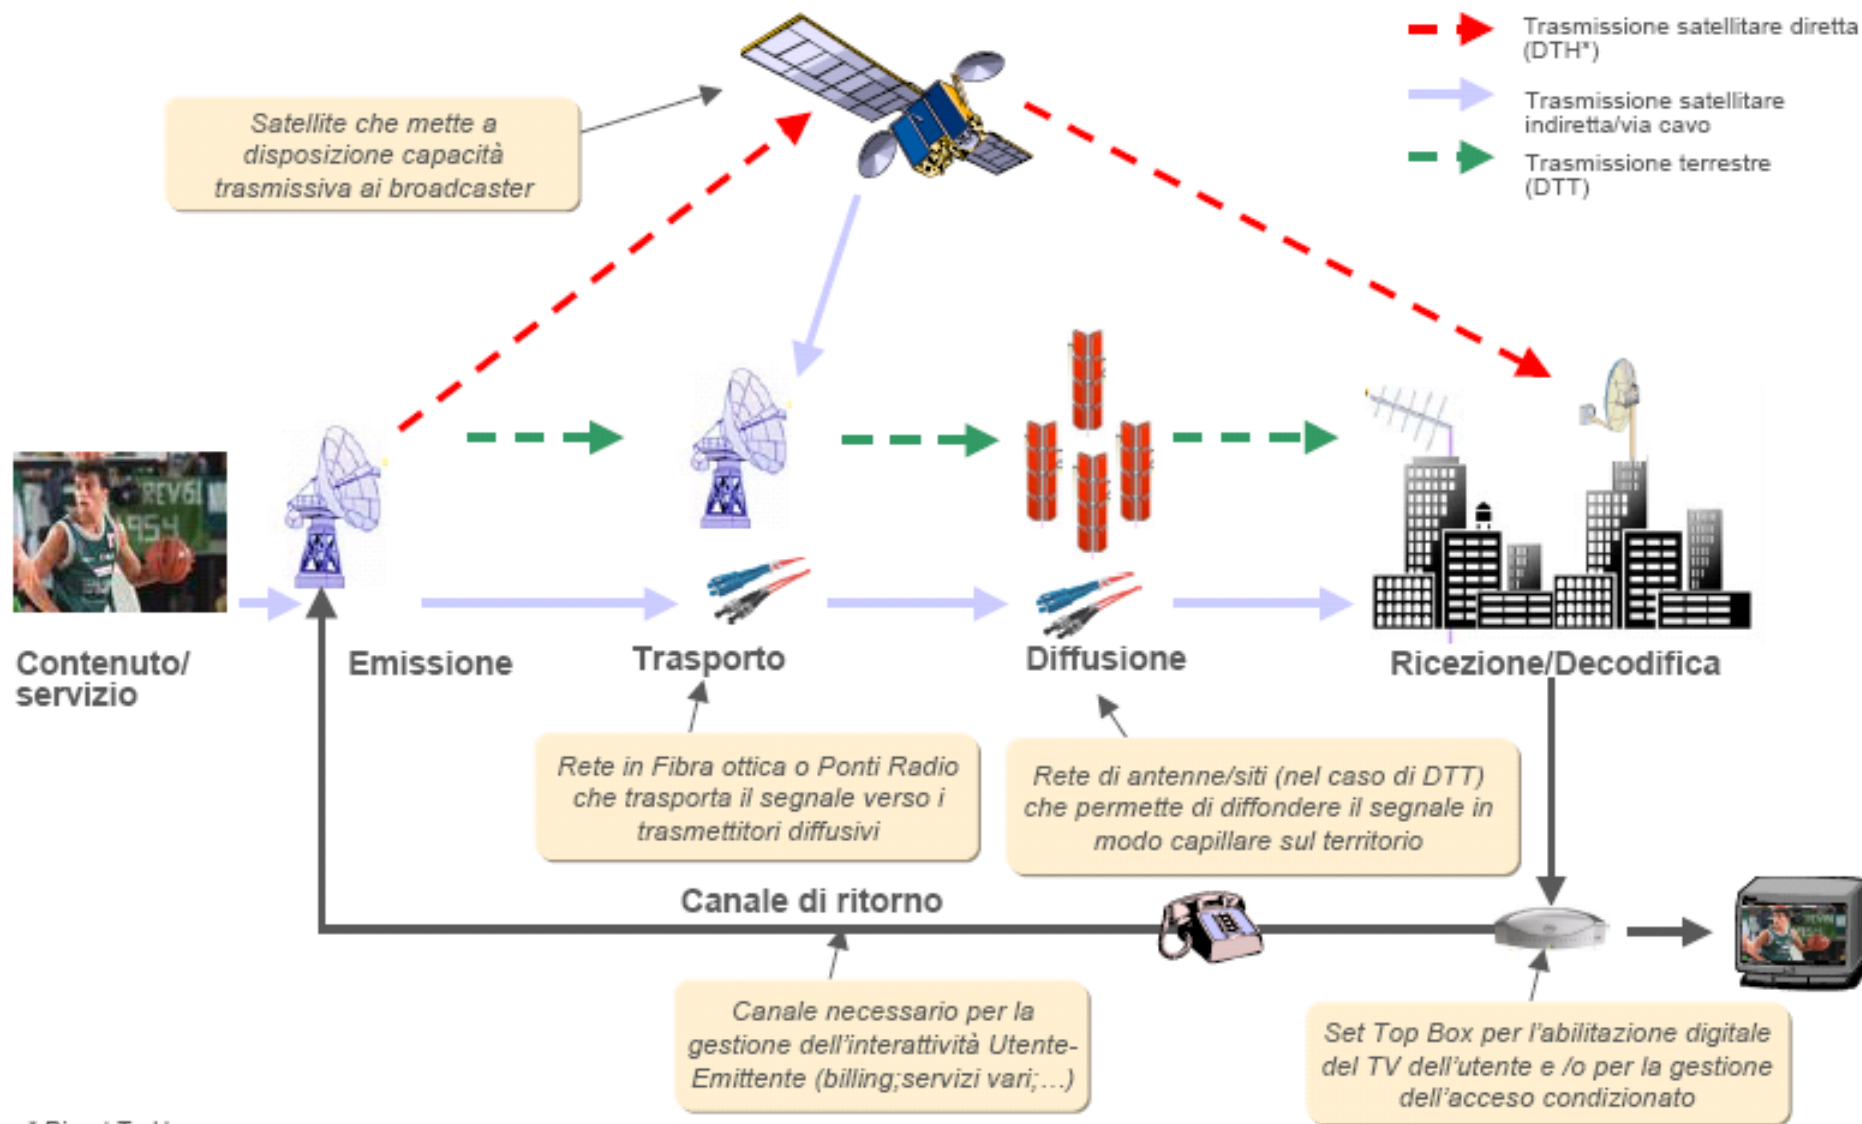 Trasmissione satellitare diretta
(DTH*)
Trasmissione satellitare
indiretta/via cavo
Trasmissione terrestre
(DTT)
Satellite che mette a
disposizione capacità
trasmissiva ai broadcaster
REV
1954
Contenuto/
servizio
Emissione
Trasporto
Diffusione
Ricezione/Decodifica
Rete in Fibra ottica o Ponti Radio
che trasporta il segnale verso i
trasmettitori diffusivi
Rete di antenne/siti (nel caso di DTT)
che permette di diffondere il segnale in
modo capillare sul territorio
Canale di ritorno
Canale necessario per la
gestione dell'interattività Utente-
Emittente (billing;servizi vari;…)
Set Top Box per l'abilitazione digitale
del TV dell'utente e /o per la gestione
dell'acceso condizionato